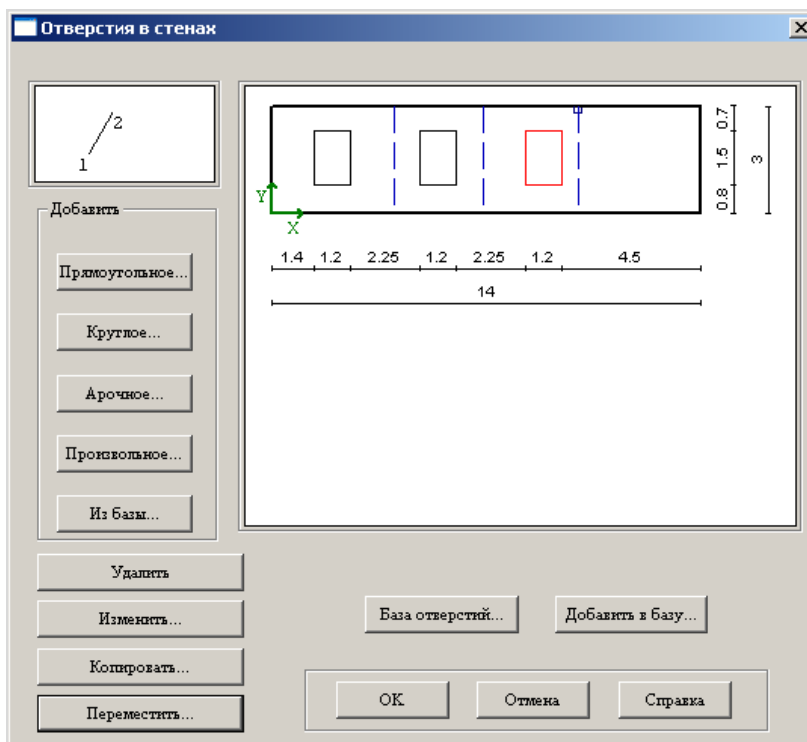 Отверстия в стенах
2
1
Добавить
Прямоугольное...
Круглое...
Арочное...
Произвольное...
Из базы...
Удалить
Изменить...
Копировать...
Переместить...
Y
X
0.7
1.5
0.8
3
1.4 1.2 2.25 1.2 2.25 1.2 4.5
14
База отверстий...
Добавить в базу...
OK
Отмена
Справка